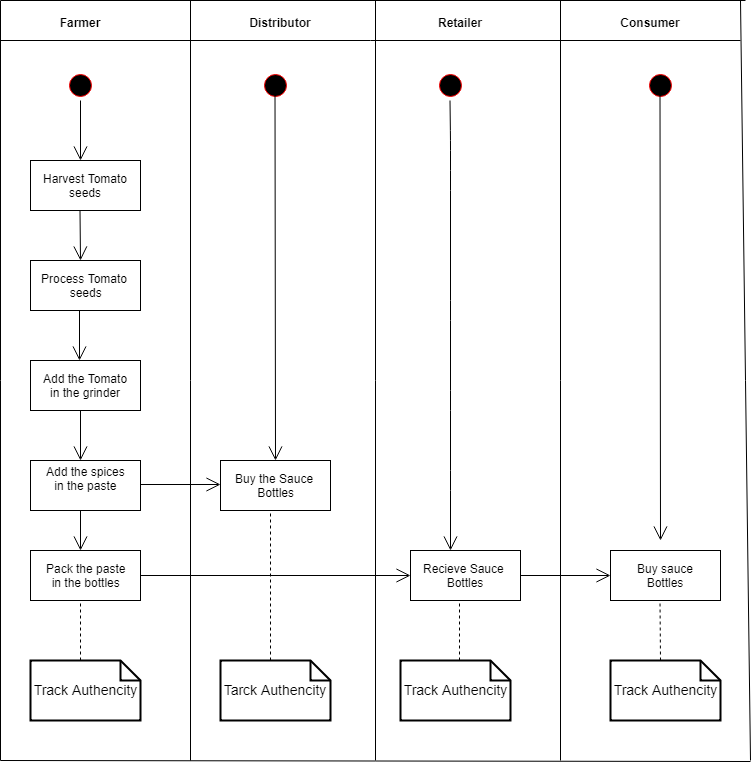 Farmer
Distributor
Retailer
Consumer
Harvest Tomato
seeds
Process Tomato
seeds
Add the Tomato
in the grinder
Add the spices
in the paste
Buy the Sauce
Bottles
Pack the paste
in the bottles
Recieve Sauce
Bottles
Buy sauce
Bottles
Track Authencity
Tarck Authencity
Track Authencity
Track Authencity